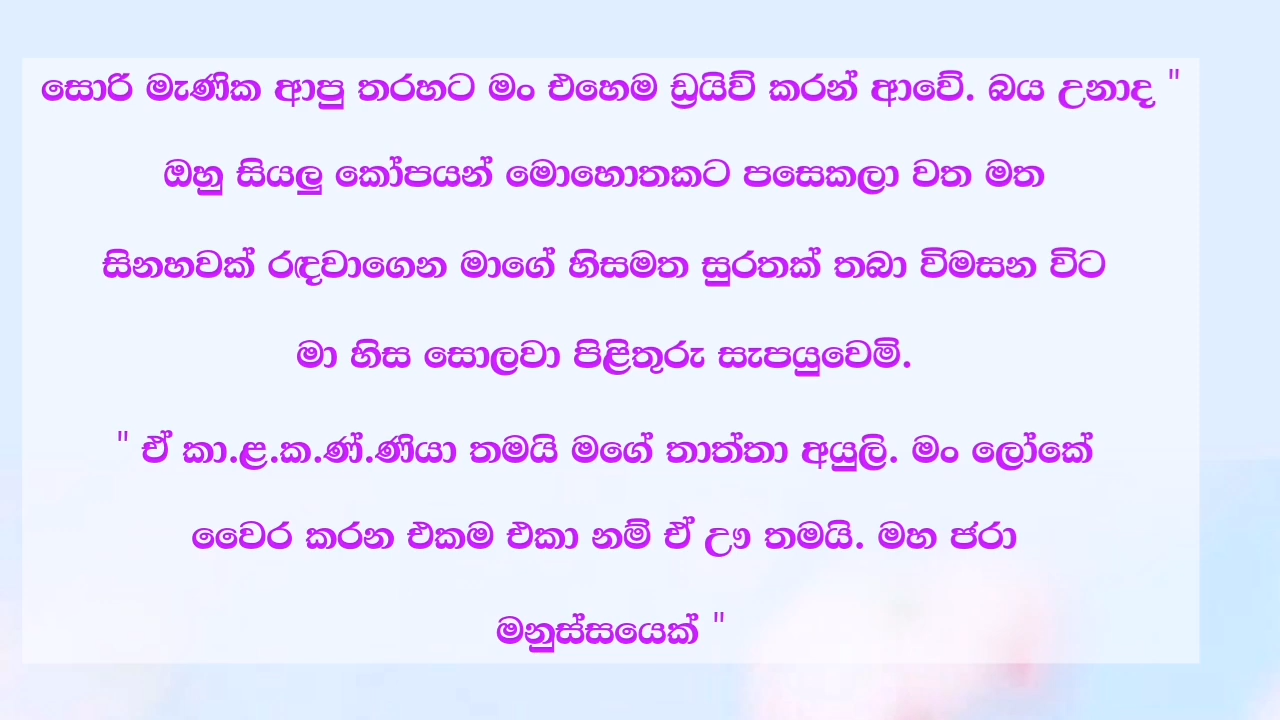 සොරි මැණික ආපු තරහට මං එහෙම ඩ්‍රයිව් කරන් ආවේ. බය උනාද "
ඔහු සියලු කෝපයන් මොහොතකට පසෙකලා වත මත
සිනහවක් රඳවාගෙන මාගේ හිසමත සුරතක් තබා විමසන විට
මා හිස සොලවා පිළිතුරු සැපයුවෙමි.
" ඒ කා.ළ.ක.ණ්.ණියා තමයි මගේ තාත්තා අයුලි. මං ලෝකේ
වෛර කරන එකම එකා නම් ඒ ඌ තමයි. මහ ජරා
මනුස්සයෙක් "